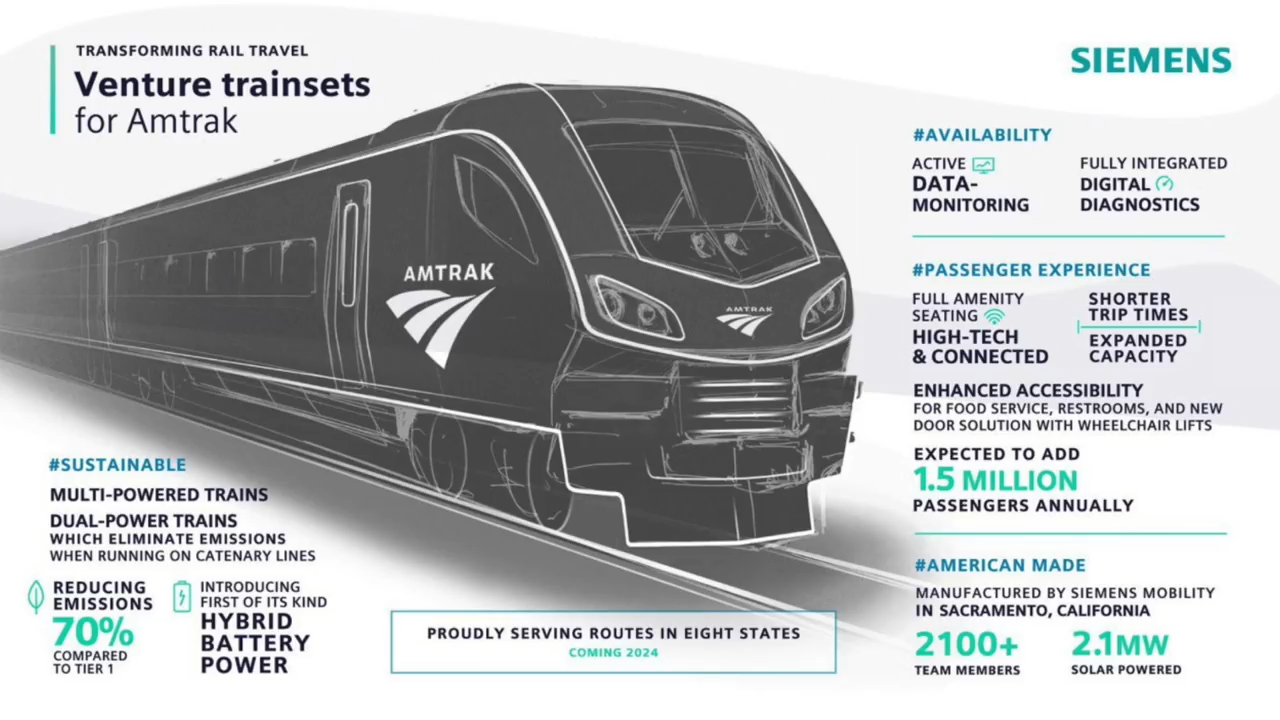 TRANSFORMING RAIL TRAVEL
Venture trainsets
for Amtrak
SIEMENS
AMTRAK
AMTRAK
#AVAILABILITY
ACTIVE
DATA-
MONITORING
FULLY INTEGRATED
DIGITAL
DIAGNOSTICS
#PASSENGER EXPERIENCE
FULL AMENITY
SEATING
HIGH-TECH
& CONNECTED
SHORTER
TRIP TIMES
EXPANDED
CAPACITY
ENHANCED ACCESSIBILITY
FOR FOOD SERVICE, RESTROOMS, AND NEW
DOOR SOLUTION WITH WHEELCHAIR LIFTS
EXPECTED TO ADD
1.5 MILLION
PASSENGERS ANNUALLY
#AMERICAN MADE
MANUFACTURED BY SIEMENS MOBILITY
IN SACRAMENTO, CALIFORNIA
2100+
TEAM MEMBERS
2.1MW
SOLAR POWERED
#SUSTAINABLE
MULTI-POWERED TRAINS
DUAL-POWER TRAINS
WHICH ELIMINATE EMISSIONS
WHEN RUNNING ON CATENARY LINES
REDUCING
EMISSIONS
70%
COMPARED
TO TIER 1
INTRODUCING
FIRST OF ITS KIND
HYBRID
BATTERY
POWER
PROUDLY SERVING ROUTES IN EIGHT STATES
COMING 2024